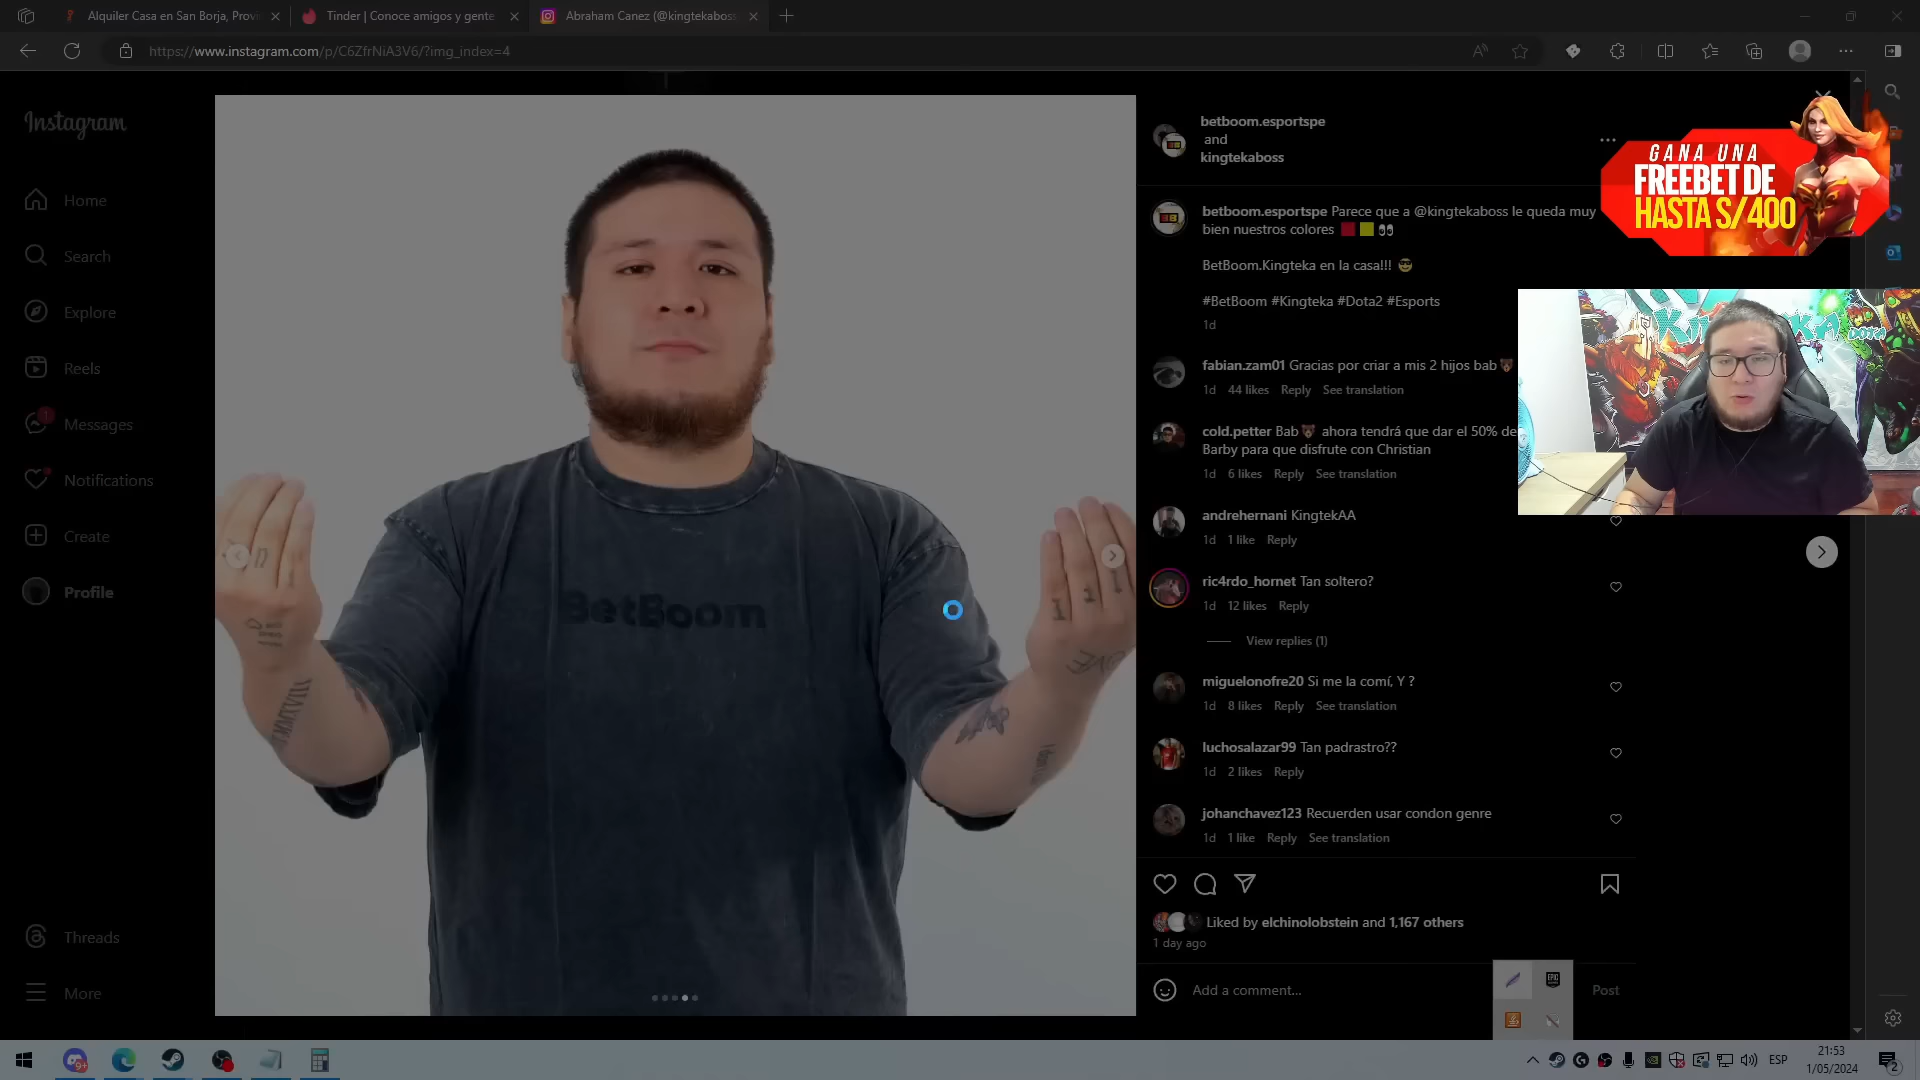 Alquiler Casa en San Borja, Provi
Tinder | Conoce amigos y gente
Abraham Canez (@kingtekaboss
https://www.instagram.com/p/C6ZfrNiA3V6/?img_index=4
Instagram
Home
Search
Explore
Reels
1
Messages
Notifications
Create
Profile
Threads
More
BetBoom
betboom.esportspe
and
kingtekaboss
betboom.esportspe Parece que a @kingtekaboss le queda muy
bien nuestros colores 🟥 🟨 👀
BetBoom.Kingteka en la casa!!! 😎
#BetBoom #Kingteka #Dota2 #Esports
1d
fabian.zam01 Gracias por criar a mis 2 hijos bab🐻
1d 44 likes Reply See translation
cold.petter Bab🐻 ahora tendrá que dar el 50% de
Barby para que disfrute con Christian
1d 6 likes Reply See translation
andrehernani KingtekAA
1d 1 like Reply
ric4rdo_hornet Tan soltero?
1d 12 likes Reply
View replies (1)
miguelonofre20 Si me la comí, Y ?
1d 8 likes Reply See translation
luchosalazar99 Tan padrastro??
1d 2 likes Reply
johanchavez123 Recuerden usar condon genre
1d 1 like Reply See translation
Liked by elchinolobstein and 1,167 others
1 day ago
Add a comment...
Post
GANA UNA
FREEBET DE
HASTA S/400
9+
ESP
21:53
1/05/2024
2